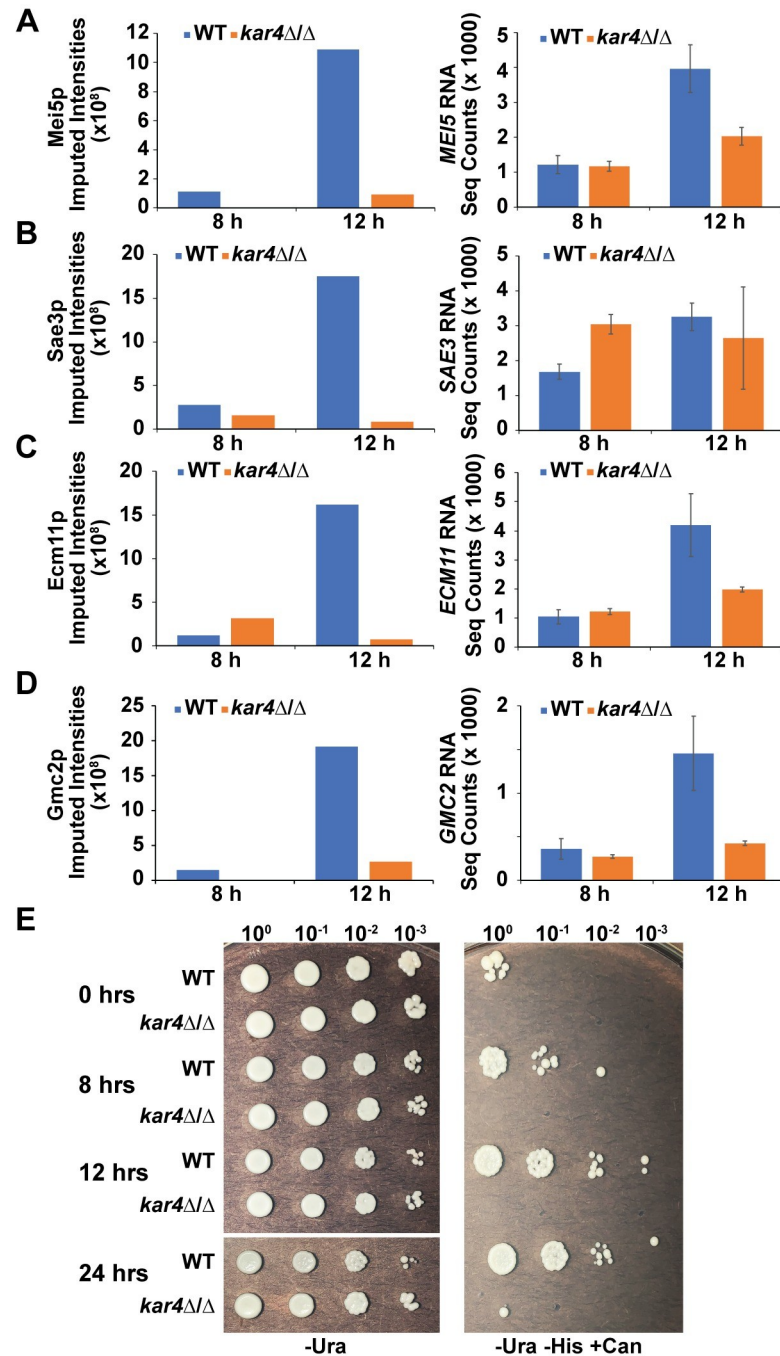 A
WT kar4Δ/Δ
Mei5p
Imputed Intensities
(x10⁸)
12
10
8
6
4
2
0
8 h 12 h
WT kar4Δ/Δ
MEI5 RNA
Seq Counts (x 1000)
5
4
3
2
1
0
8 h 12 h
B
WT kar4Δ/Δ
Sae3p
Imputed Intensities
(x10⁸)
20
15
10
5
0
8 h 12 h
WT kar4Δ/Δ
SAE3 RNA
Seq Counts (x 1000)
5
4
3
2
1
0
8 h 12 h
C
WT kar4Δ/Δ
Ecm11p
Imputed Intensities
(x10⁸)
20
15
10
5
0
8 h 12 h
WT kar4Δ/Δ
ECM11 RNA
Seq Counts (x 1000)
6
5
4
3
2
1
0
8 h 12 h
D
WT kar4Δ/Δ
Gmc2p
Imputed Intensities
(x10⁸)
25
20
15
10
5
0
8 h 12 h
WT kar4Δ/Δ
GMC2 RNA
Seq Counts (x 1000)
2
1
0
8 h 12 h
E
10⁰ 10⁻¹ 10⁻² 10⁻³ 10⁰ 10⁻¹ 10⁻² 10⁻³
0 hrs
WT
kar4Δ/Δ
8 hrs
WT
kar4Δ/Δ
12 hrs
WT
kar4Δ/Δ
24 hrs
WT
kar4Δ/Δ
-Ura
-Ura -His +Can